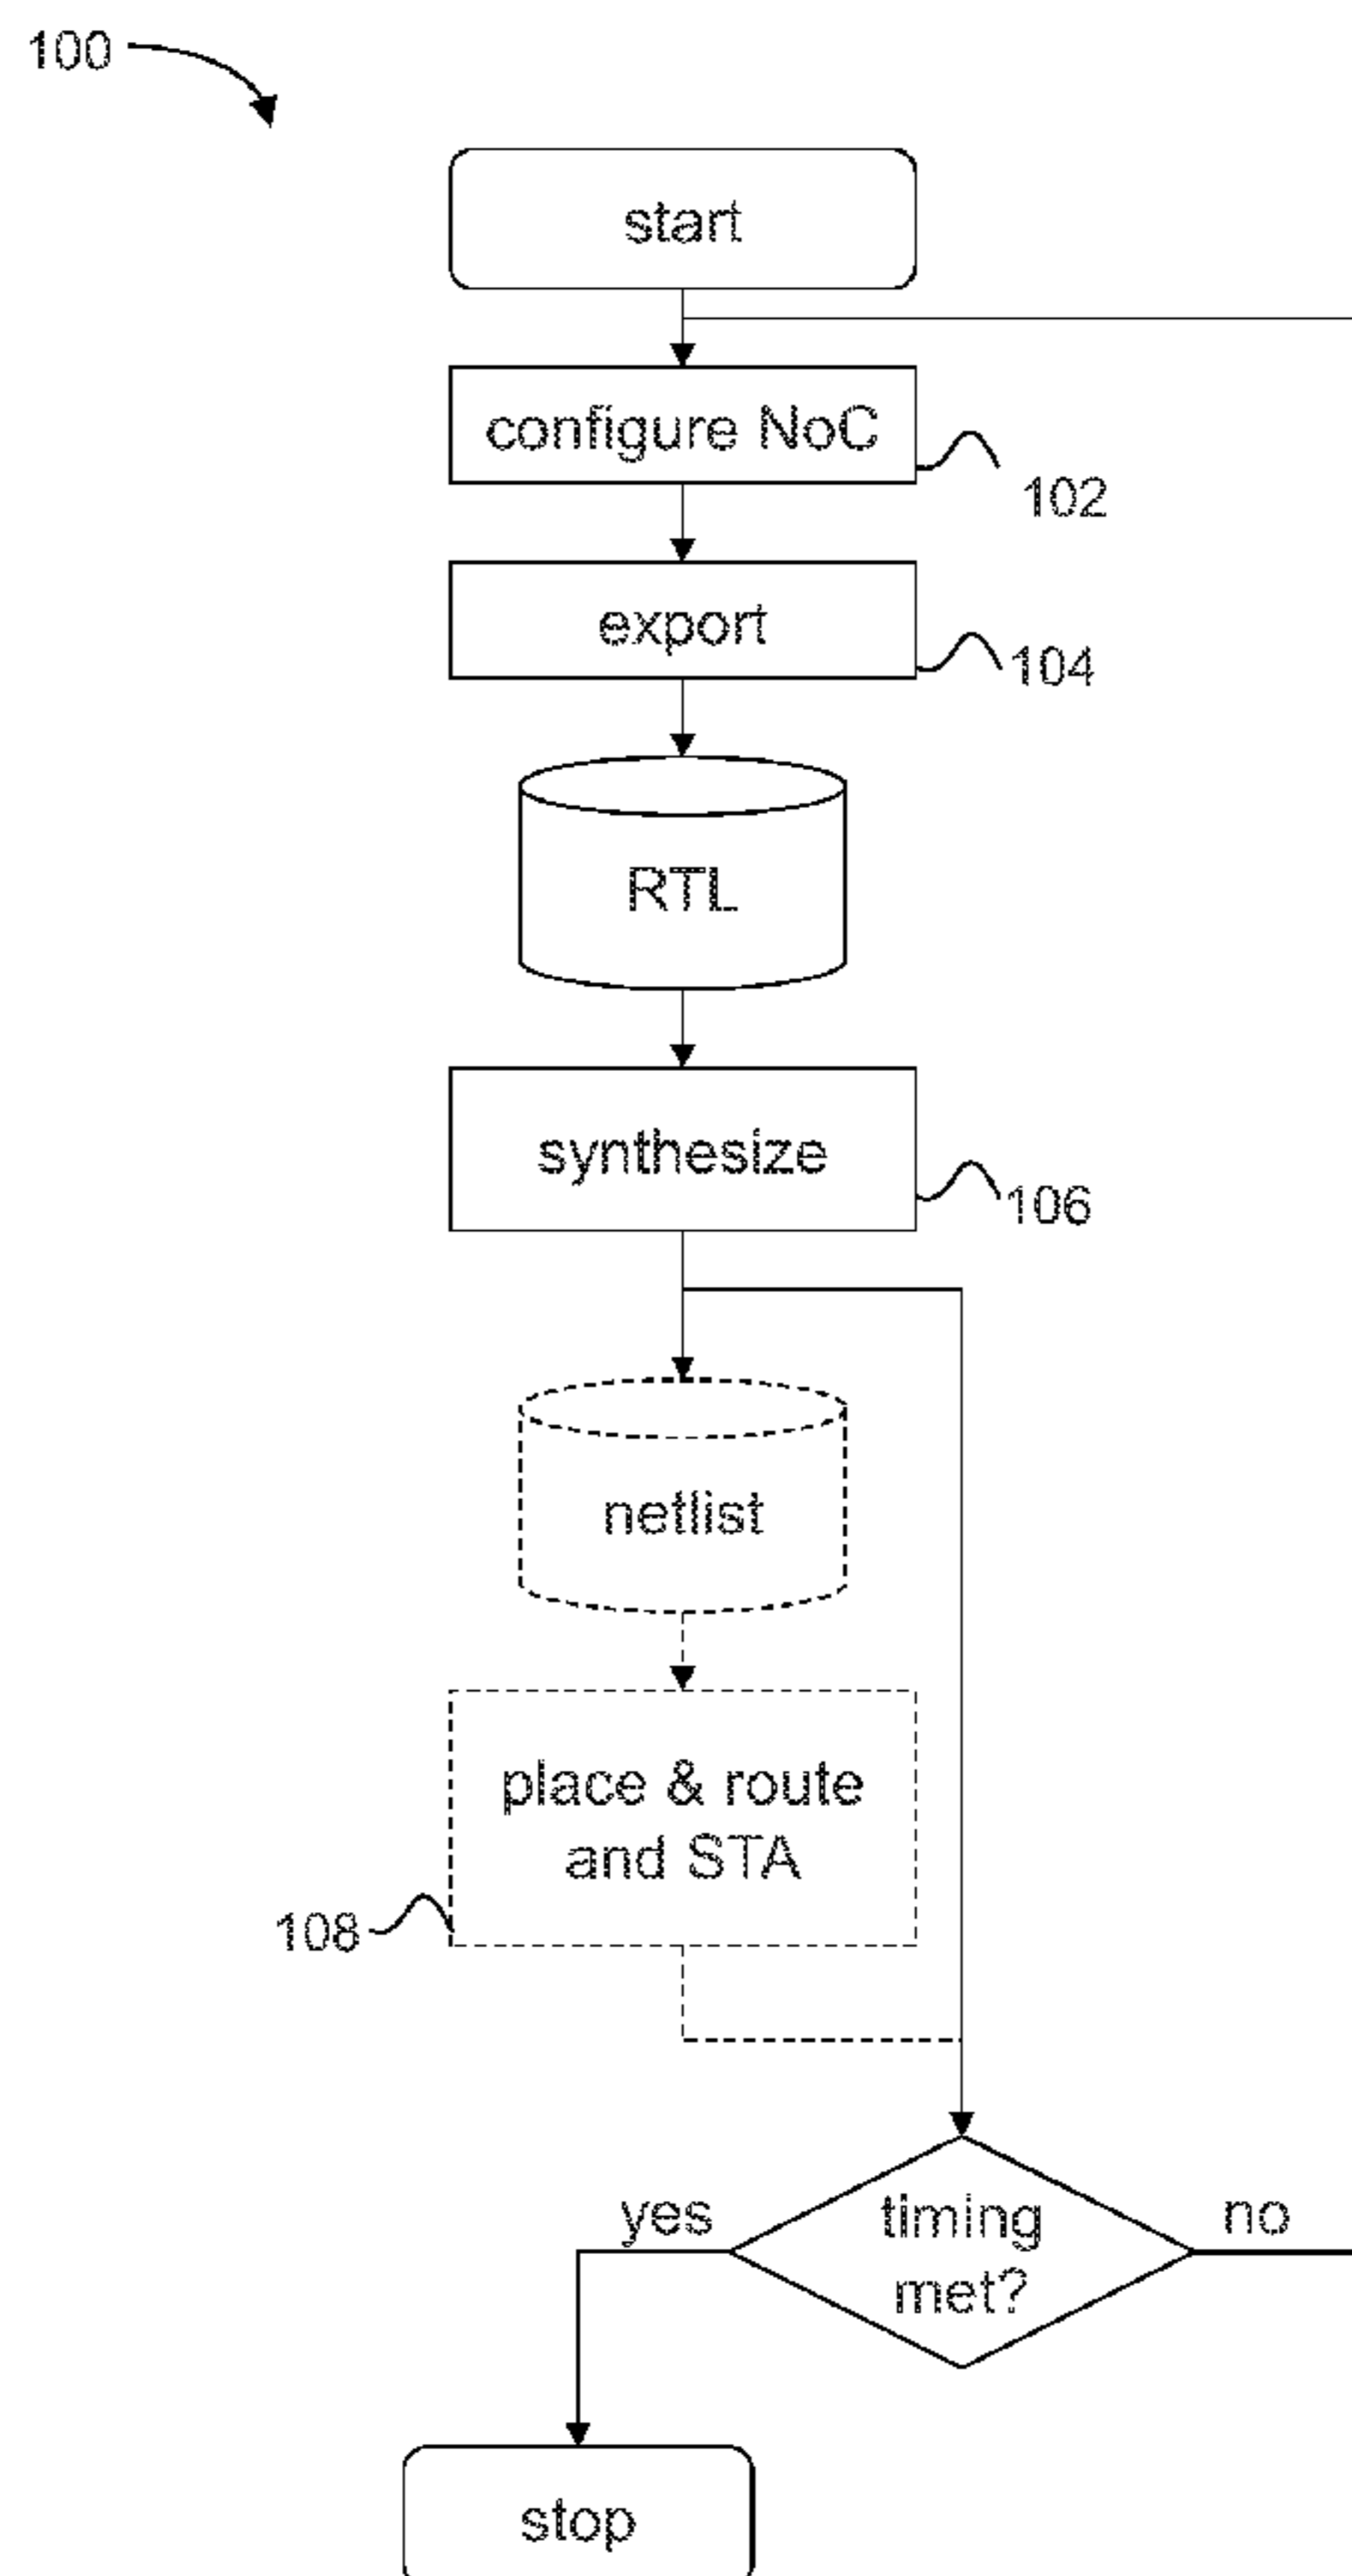 100
start
configure NoC
102
export
104
RTL
synthesize
106
netlist
place & route
and STA
108
timing
met?
yes
no
stop